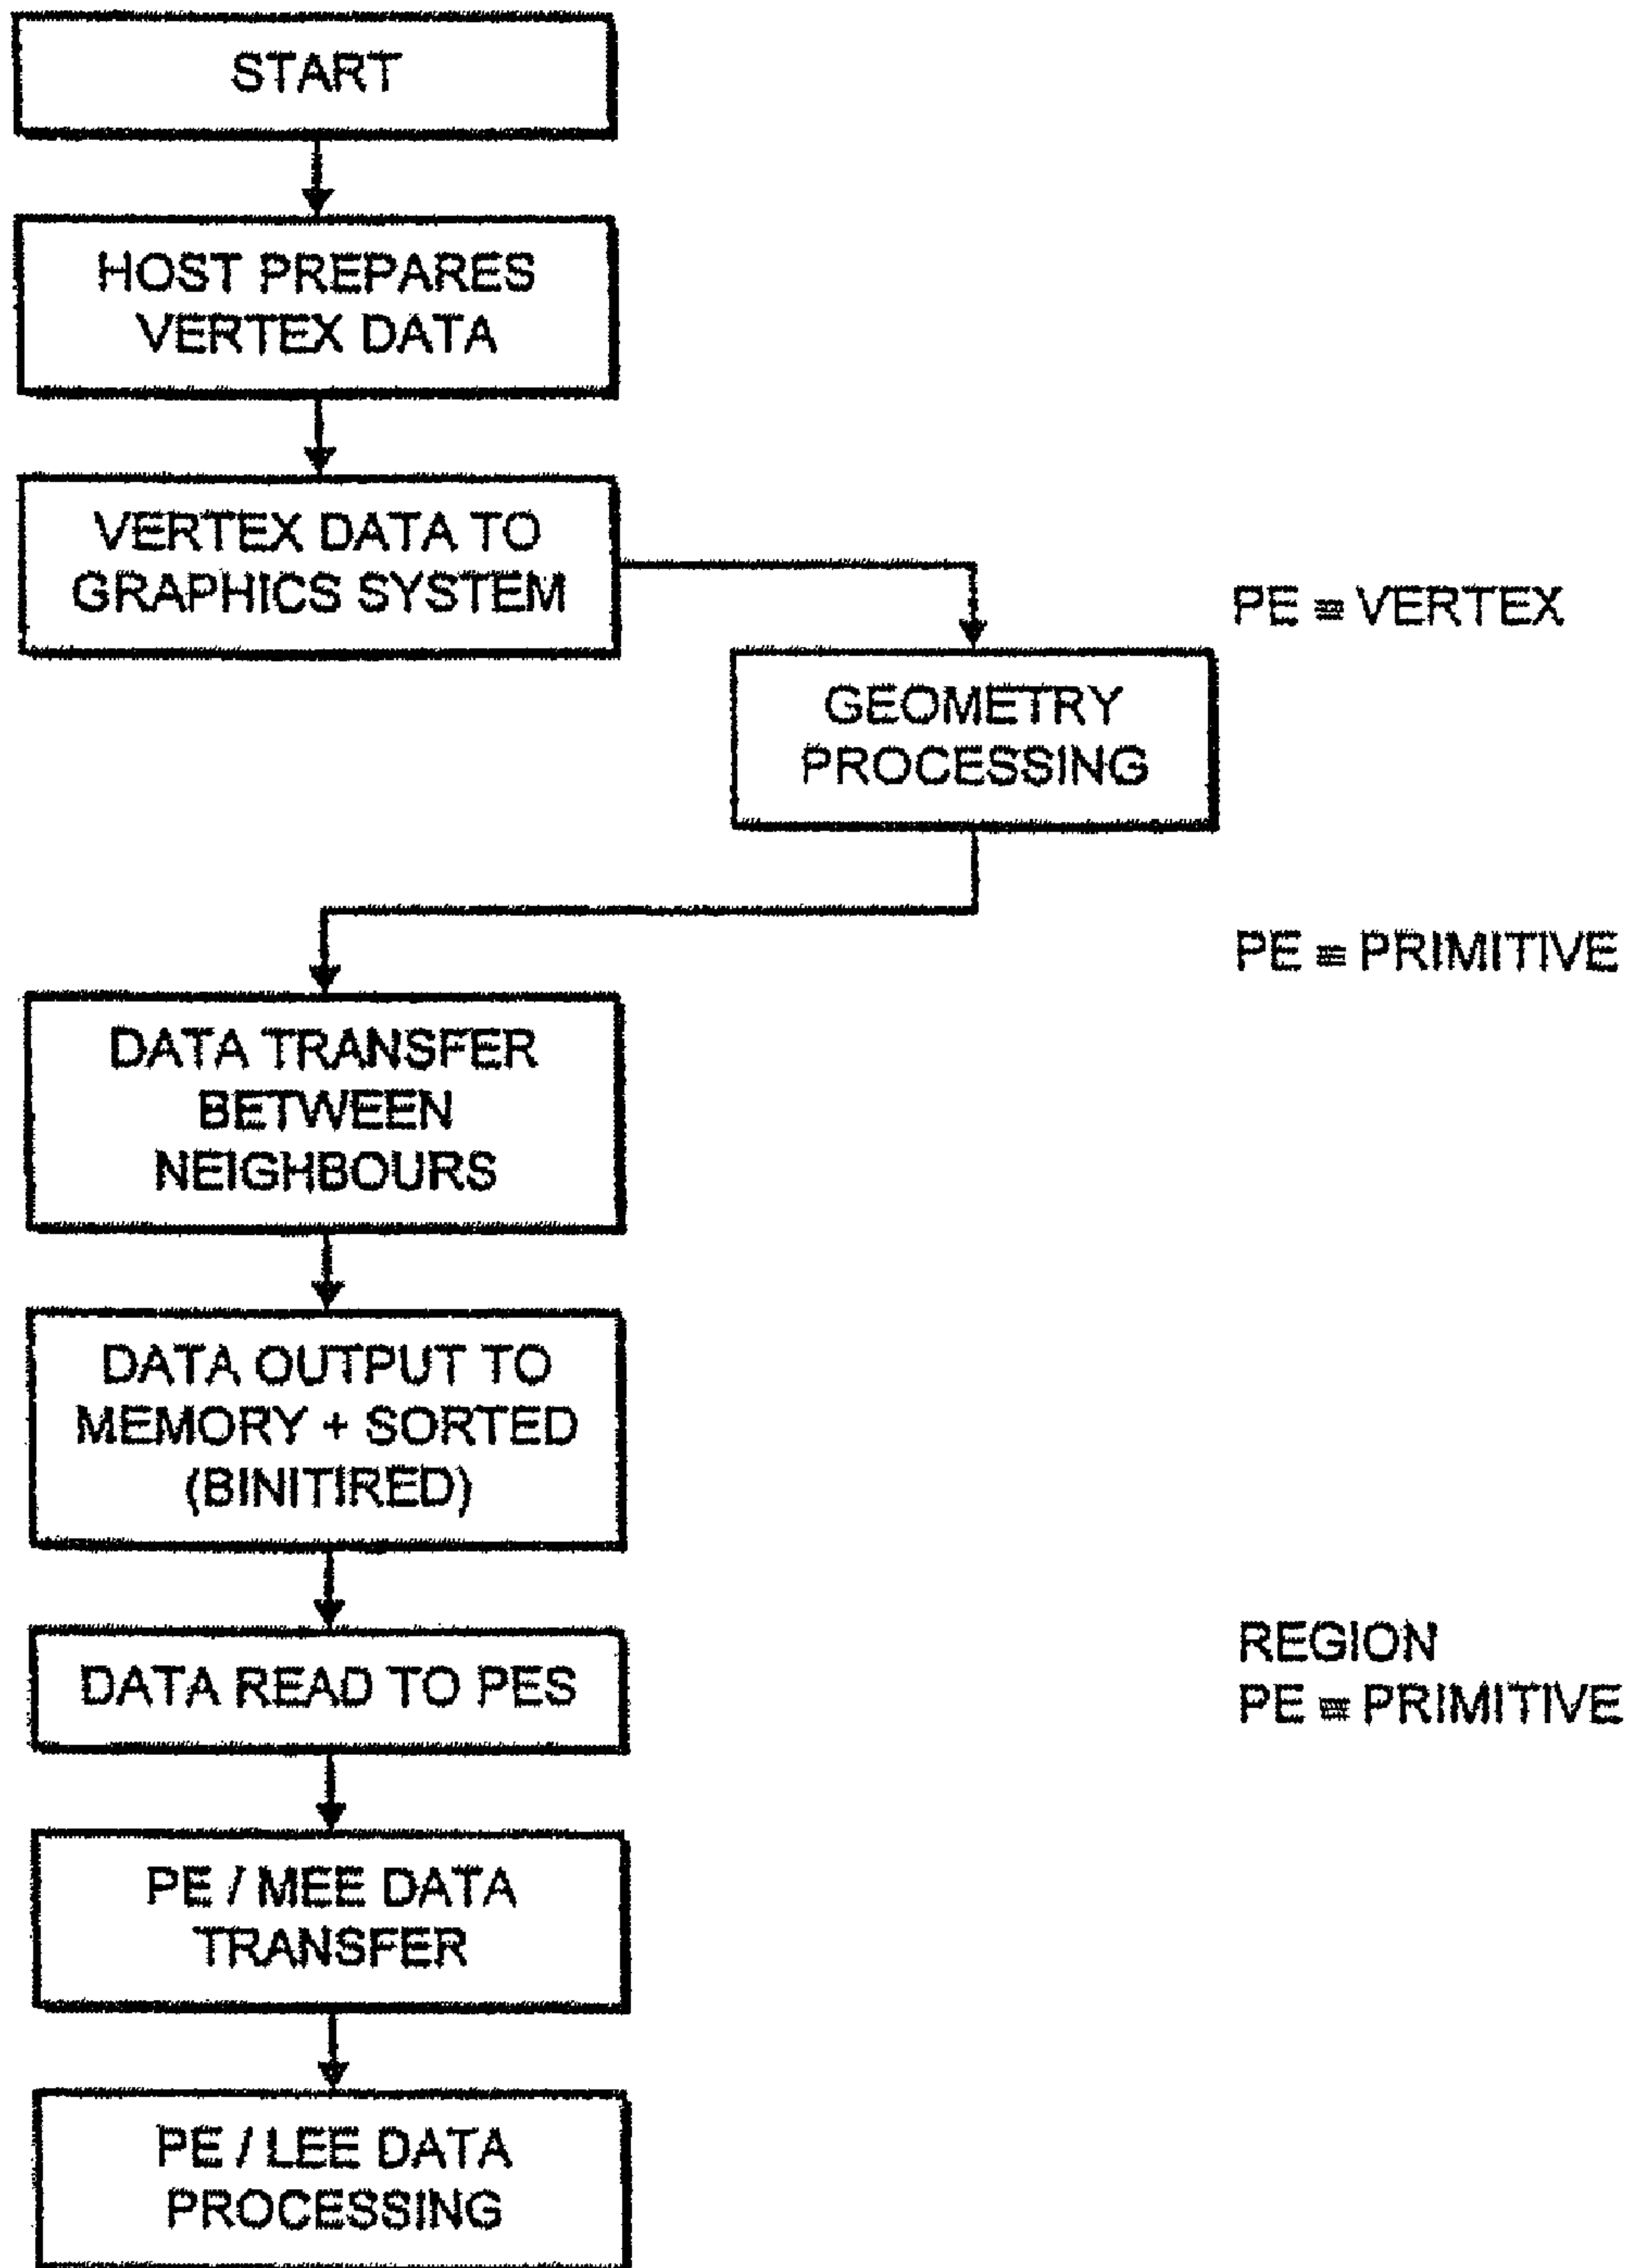 START
HOST PREPARES
VERTEX DATA
VERTEX DATA TO
GRAPHICS SYSTEM
PE ≡ VERTEX
GEOMETRY
PROCESSING
PE ≡ PRIMITIVE
DATA TRANSFER
BETWEEN
NEIGHBOURS
DATA OUTPUT TO
MEMORY + SORTED
(BINITIRED)
DATA READ TO PES
REGION
PE ≡ PRIMITIVE
PE / MEE DATA
TRANSFER
PE / LEE DATA
PROCESSING